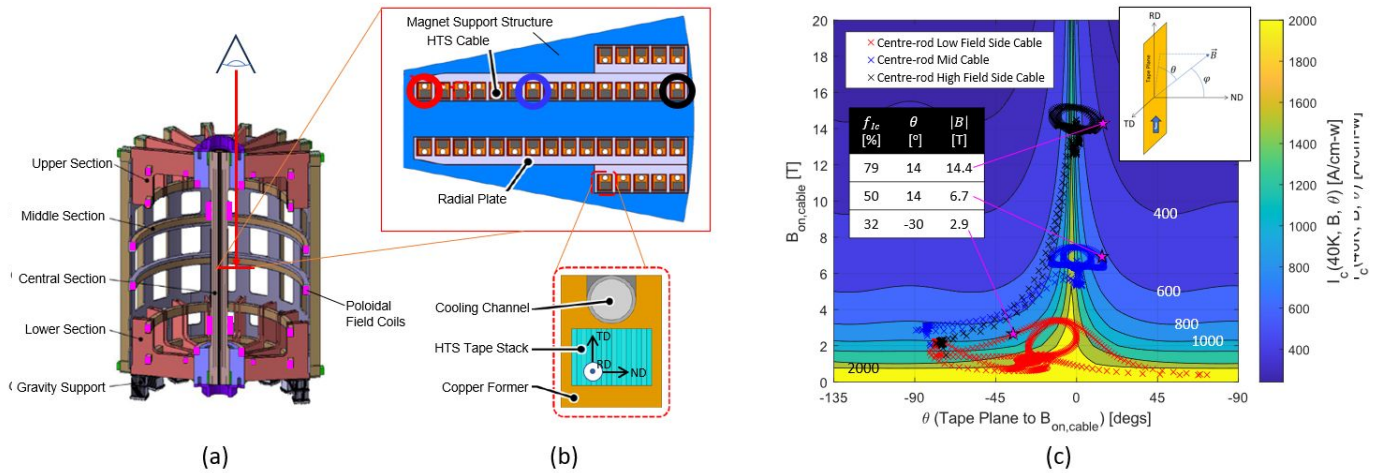 Upper Section
Middle Section
Central Section
Lower Section
Gravity Support
Poloidal
Field Coils
(a)
Magnet Support Structure
HTS Cable
Radial Plate
Cooling Channel
HTS Tape Stack
Copper Former
TD
RD
ND
(b)
20
18
16
14
12
10
8
6
4
2
0
B on,cable [T]
-135
-90
-45
0
45
-90
θ (Tape Plane to B on,cable) [degs]
Centre-rod Low Field Side Cable
Centre-rod Mid Cable
Centre-rod High Field Side Cable
f Ic θ |B|
[%] [°] [T]
79 14 14.4
50 14 6.7
32 -30 2.9
400
600
800
1000
2000
RD
Tape Plane
θ
B
φ
ND
TD
2000
1800
1600
1400
1200
1000
800
600
400
I c(40K, B, θ) [A/cm-w]
(c)